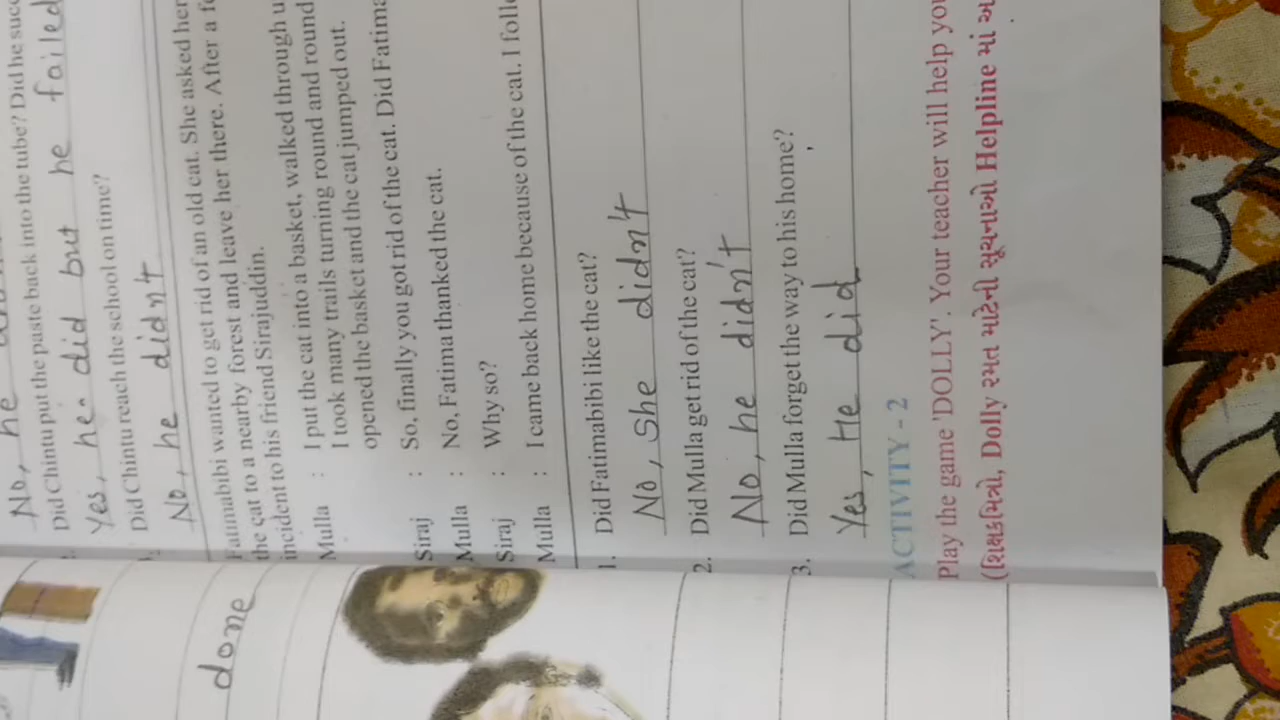 No, he
Did Chintu put the paste back into the tube? Did he succ
Yes, he did but he failed
Did Chintu reach the school on time?
No, he didn't
Fatimabibi wanted to get rid of an old cat. She asked her
the cat to a nearby forest and leave her there. After a f
incident to his friend Sirajuddin.
Mulla : I put the cat into a basket, walked through u
I took many trails turning round and round
opened the basket and the cat jumped out.
Siraj : So, finally you got rid of the cat. Did Fatima
Mulla : No, Fatima thanked the cat.
Siraj : Why so?
Mulla : I came back home because of the cat. I foll
1. Did Fatimabibi like the cat?
No, she didn't
2. Did Mulla get rid of the cat?
No, he didn't
3. Did Mulla forget the way to his home?
Yes, He did
ACTIVITY - 2
Play the game 'DOLLY'. Your teacher will help you
(શિક્ષકમિત્રો, Dolly રમત માટેની સૂચનાઓ Helpline માં અ
done